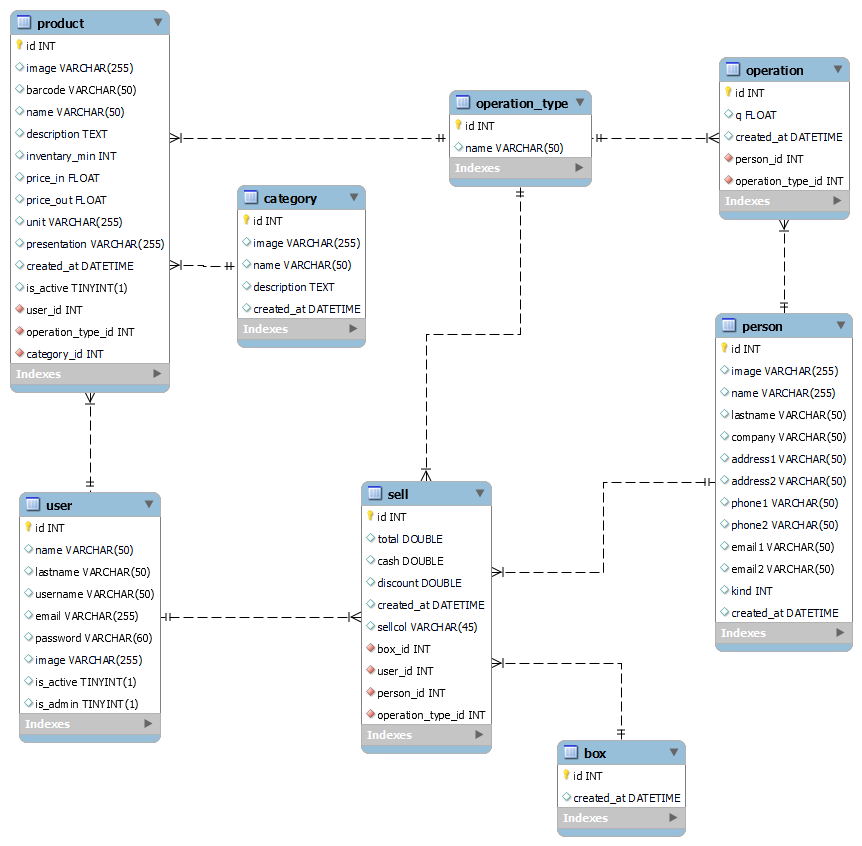 product
id INT
image VARCHAR(255)
barcode VARCHAR(50)
name VARCHAR(50)
description TEXT
inventory_min INT
price_in FLOAT
price_out FLOAT
unit VARCHAR(255)
presentation VARCHAR(255)
created_at DATETIME
is_active TINYINT(1)
user_id INT
operation_type_id INT
category_id INT
Indexes
category
id INT
image VARCHAR(255)
name VARCHAR(50)
description TEXT
created_at DATETIME
Indexes
operation_type
id INT
name VARCHAR(50)
Indexes
operation
id INT
q FLOAT
created_at DATETIME
person_id INT
operation_type_id INT
Indexes
person
id INT
image VARCHAR(255)
name VARCHAR(255)
lastname VARCHAR(50)
company VARCHAR(50)
address1 VARCHAR(50)
address2 VARCHAR(50)
phone1 VARCHAR(50)
phone2 VARCHAR(50)
email1 VARCHAR(50)
email2 VARCHAR(50)
kind INT
created_at DATETIME
Indexes
user
id INT
name VARCHAR(50)
lastname VARCHAR(50)
username VARCHAR(50)
email VARCHAR(255)
password VARCHAR(60)
image VARCHAR(255)
is_active TINYINT(1)
is_admin TINYINT(1)
Indexes
sell
id INT
total DOUBLE
cash DOUBLE
discount DOUBLE
created_at DATETIME
sellcol VARCHAR(45)
box_id INT
user_id INT
person_id INT
operation_type_id INT
Indexes
box
id INT
created_at DATETIME
Indexes